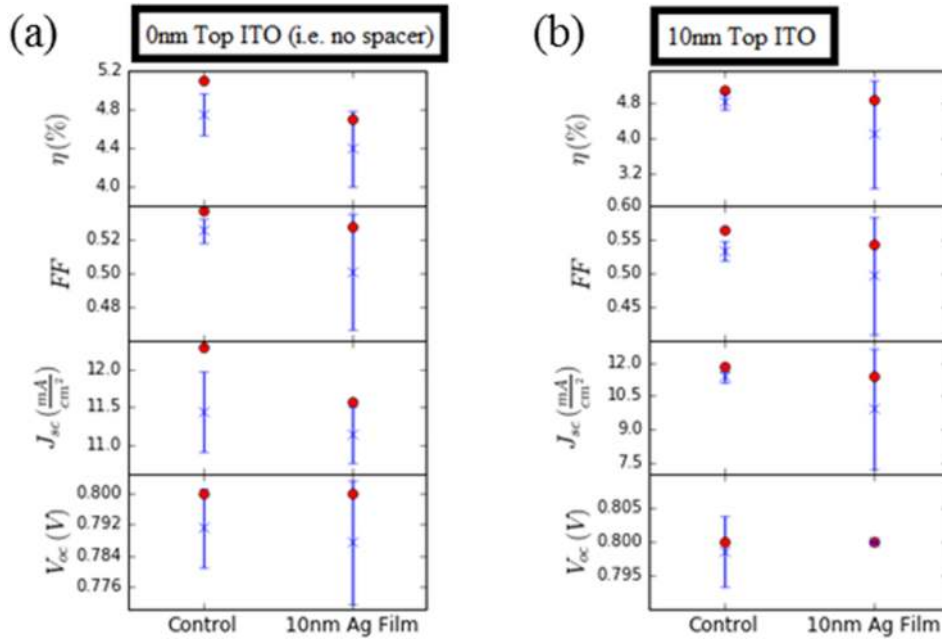 (a)
0nm Top ITO (i.e. no spacer)
5.2
4.8
4.4
4.0
η(%)
0.52
0.50
0.48
FF
12.0
11.5
11.0
J_sc (mA/cm²)
0.800
0.792
0.784
0.776
V_oc (V)
Control 10nm Ag Film
(b)
10nm Top ITO
4.8
4.0
3.2
η(%)
0.60
0.55
0.50
0.45
FF
12.0
10.5
9.0
7.5
J_sc (mA/cm²)
0.805
0.800
0.795
V_oc (V)
Control 10nm Ag Film